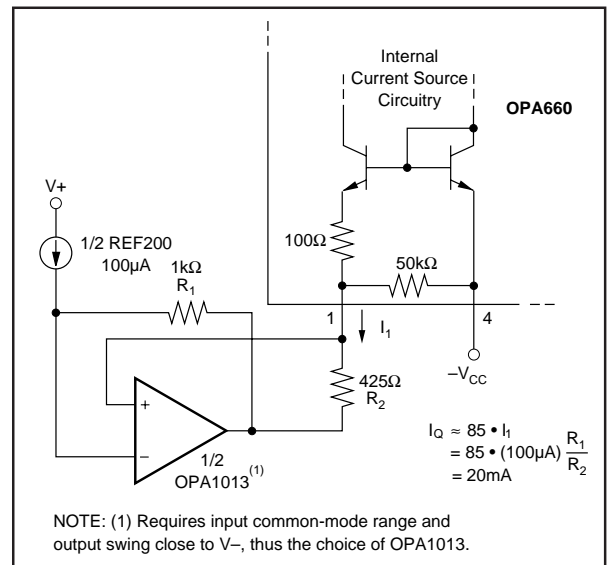 Internal
Current Source
Circuitry
OPA660
V+
1/2 REF200
100µA
1kΩ
R1
100Ω
50kΩ
1
I1
4
425Ω
R2
–VCC
+
–
1/2
OPA1013(1)
IQ ≈ 85 • I1
= 85 • (100µA) R1/R2
= 20mA
NOTE: (1) Requires input common-mode range and
output swing close to V–, thus the choice of OPA1013.